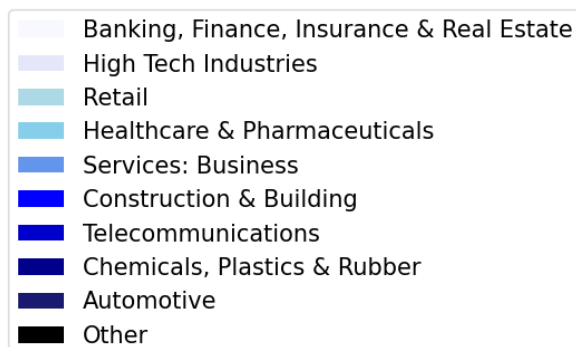 Banking, Finance, Insurance & Real Estate
High Tech Industries
Retail
Healthcare & Pharmaceuticals
Services: Business
Construction & Building
Telecommunications
Chemicals, Plastics & Rubber
Automotive
Other